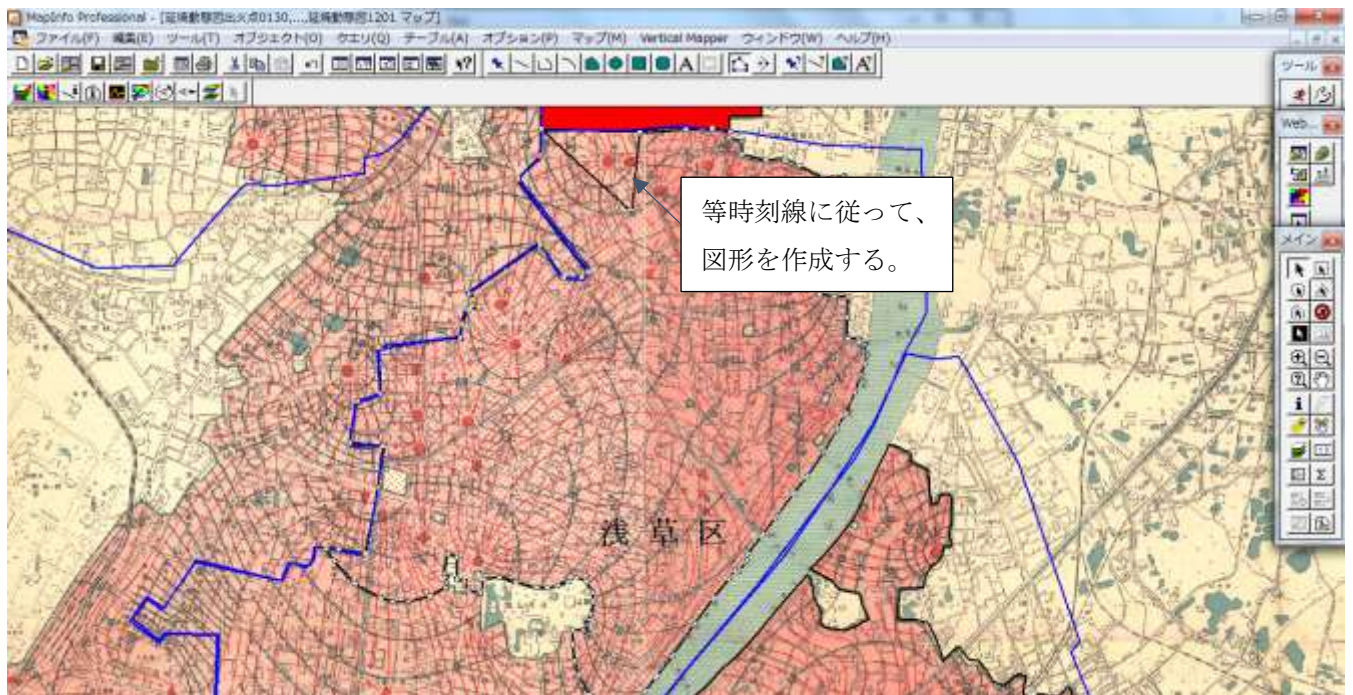 MapInfo Professional - [延焼動態図出火点0130,...,延焼動態図1201 マップ]
ファイル(F) 編集(E) ツール(T) オブジェクト(O) クエリ(Q) テーブル(A) オプション(P) マップ(M) Vertical Mapper ウィンドウ(W) ヘルプ(H)
ツール
Web...
メイン
等時刻線に従って、
図形を作成する。
浅草区